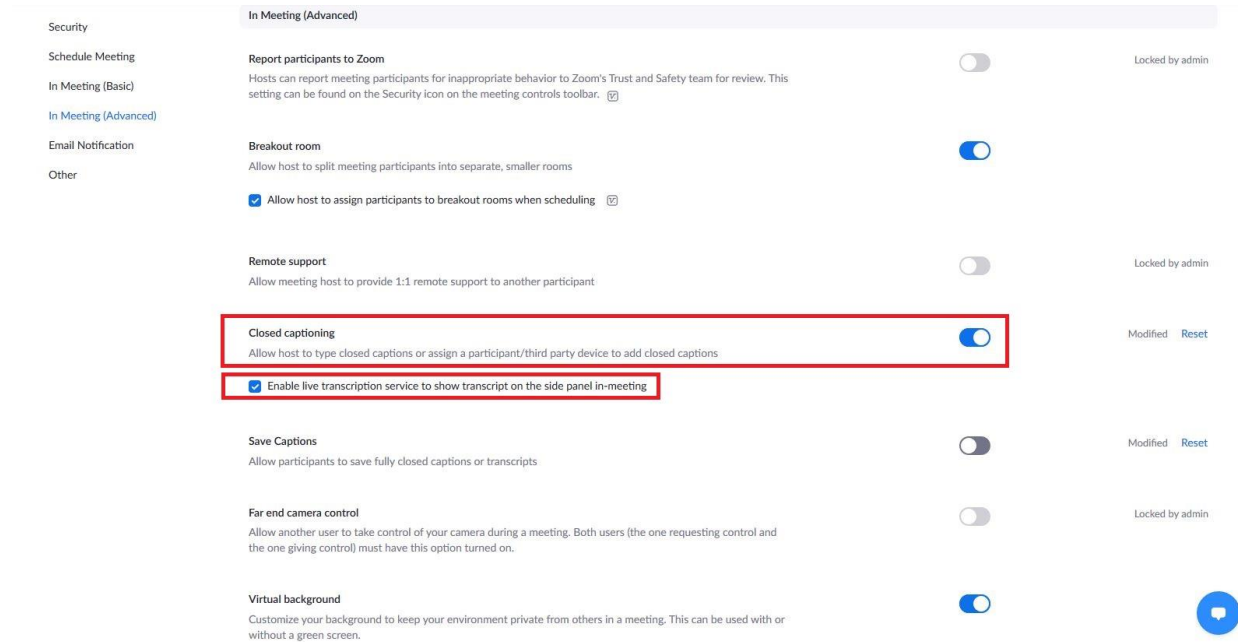 Security
Schedule Meeting
In Meeting (Basic)
In Meeting (Advanced)
Email Notification
Other
In Meeting (Advanced)
Report participants to Zoom
Locked by admin
Hosts can report meeting participants for inappropriate behavior to Zoom's Trust and Safety team for review. This
setting can be found on the Security icon on the meeting controls toolbar.
Breakout room
Allow host to split meeting participants into separate, smaller rooms
Allow host to assign participants to breakout rooms when scheduling
Remote support
Locked by admin
Allow meeting host to provide 1:1 remote support to another participant
Closed captioning
Modified Reset
Allow host to type closed captions or assign a participant/third party device to add closed captions
Enable live transcription service to show transcript on the side panel in-meeting
Save Captions
Modified Reset
Allow participants to save fully closed captions or transcripts
Far end camera control
Locked by admin
Allow another user to take control of your camera during a meeting. Both users (the one requesting control and
the one giving control) must have this option turned on.
Virtual background
Customize your background to keep your environment private from others in a meeting. This can be used with or
without a green screen.